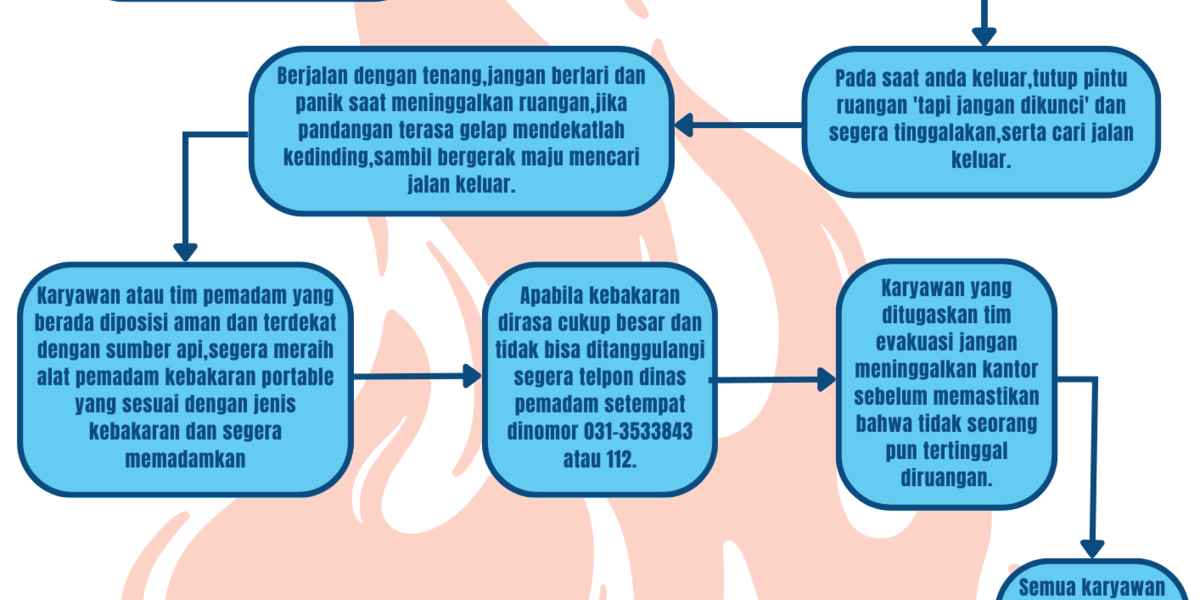 Pada saat anda keluar,tutup pintu
ruangan 'tapi jangan dikunci' dan
segera tinggalakan,serta cari jalan
keluar.
Berjalan dengan tenang,jangan berlari dan
panik saat meninggalkan ruangan,jika
pandangan terasa gelap mendekatlah
kedinding,sambil bergerak maju mencari
jalan keluar.
Karyawan atau tim pemadam yang
berada diposisi aman dan terdekat
dengan sumber api,segera meraih
alat pemadam kebakaran portable
yang sesuai dengan jenis
kebakaran dan segera
memadamkan
Apabila kebakaran
dirasa cukup besar dan
tidak bisa ditanggulangi
segera telpon dinas
pemadam setempat
dinomor 031-3533843
atau 112.
Karyawan yang
ditugaskan tim
evakuasi jangan
meninggalkan kantor
sebelum memastikan
bahwa tidak seorang
pun tertinggal
diruangan.
Semua karyawan